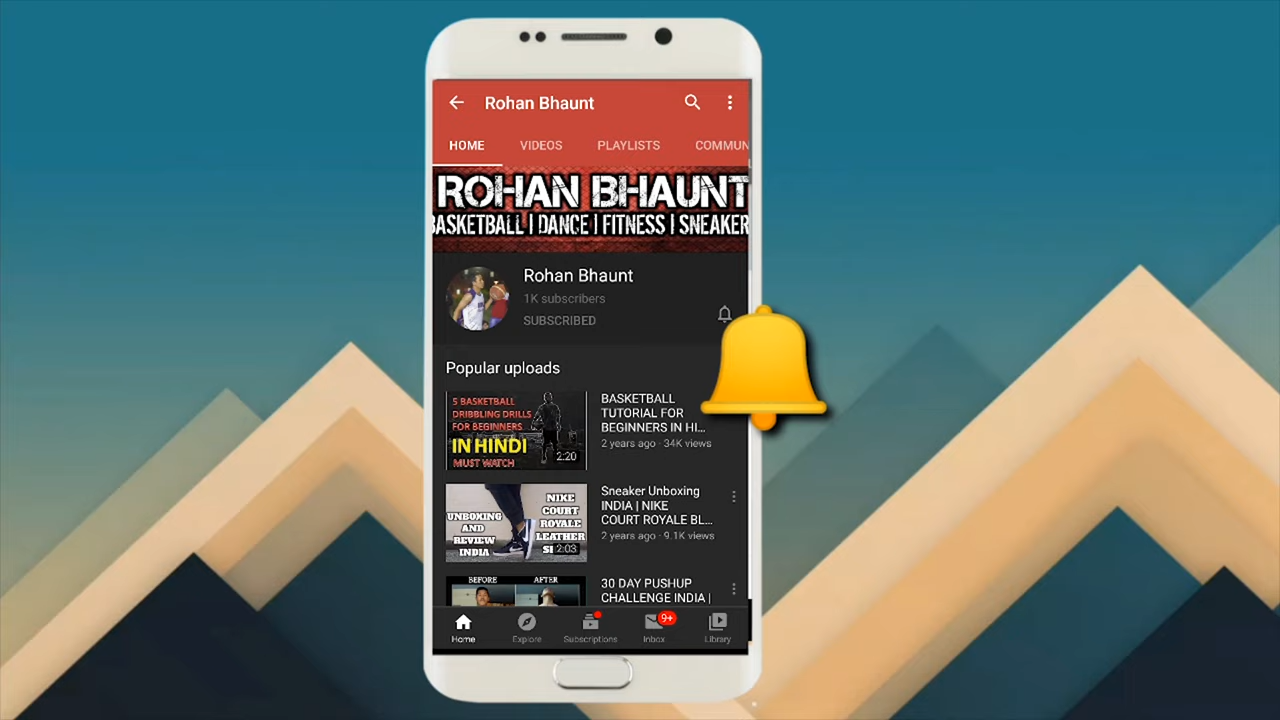 Rohan Bhaunt
HOME VIDEOS PLAYLISTS COMMUN
ROHAN BHAUNT
BASKETBALL | DANCE | FITNESS | SNEAKER
Rohan Bhaunt
1K subscribers
SUBSCRIBED
Popular uploads
5 BASKETBALL
DRIBBLING DRILLS
FOR BEGINNERS
IN HINDI
MUST WATCH
2:20
BASKETBALL
TUTORIAL FOR
BEGINNERS IN HI...
2 years ago · 34K views
UNBOXING
AND
REVIEW
INDIA
NIKE
COURT
ROYALE
LEATHER
2:03
Sneaker Unboxing
INDIA | NIKE
COURT ROYALE BL...
2 years ago · 9.1K views
BEFORE AFTER
30 DAY PUSHUP
CHALLENGE INDIA |
9+
Home Explore Subscriptions Inbox Library